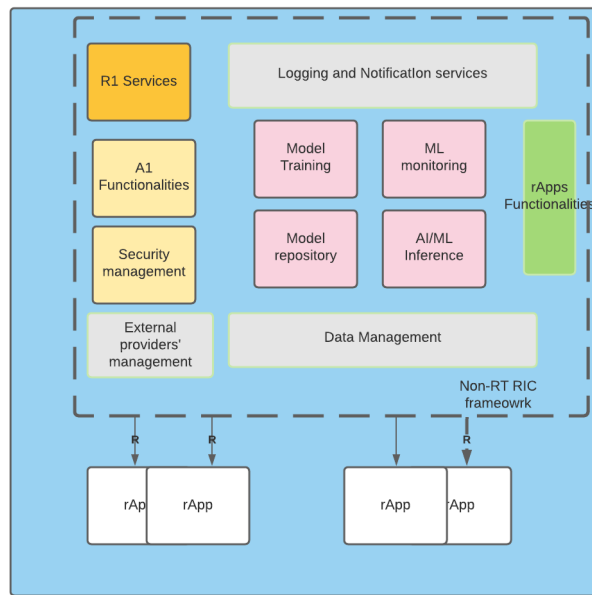 R1 Services
Logging and Notification services
A1
Functionalities
Model
Training
ML
monitoring
rApps
Functionalities
Security
management
Model
repository
AI/ML
Inference
External
providers'
management
Data Management
Non-RT RIC
frameowrk
R
R
R
rAp
rApp
rApp
rApp